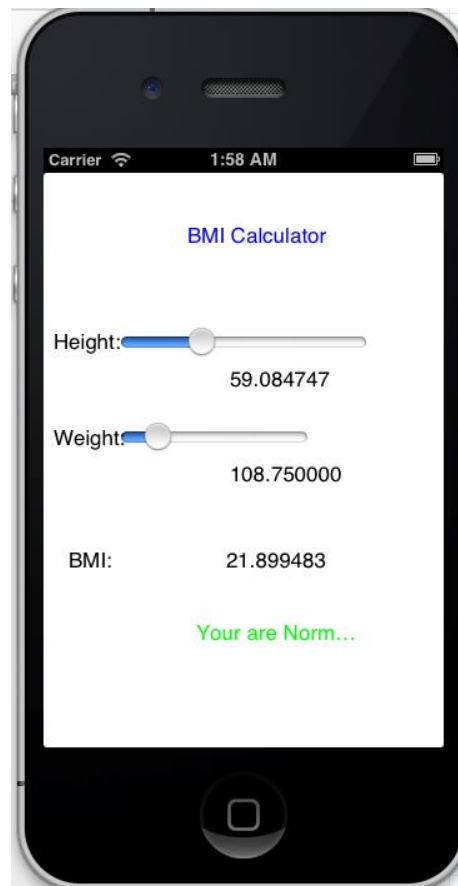 Carrier 1:58 AM
BMI Calculator
Height:
59.084747
Weight:
108.750000
BMI: 21.899483
Your are Norm...